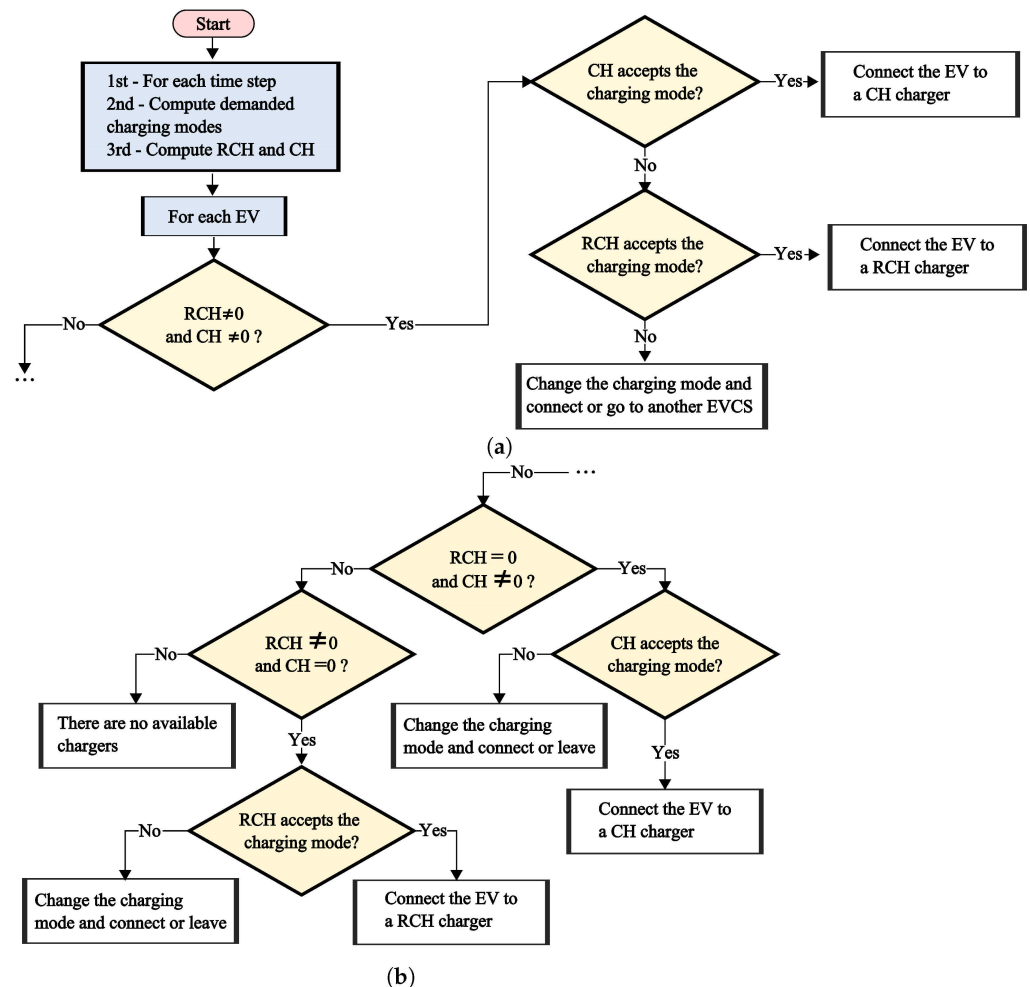 Start
1st - For each time step
2nd - Compute demanded
charging modes
3rd - Compute RCH and CH
For each EV
RCH≠0
and CH ≠0 ?
No
...
Yes
CH accepts the
charging mode?
Yes
Connect the EV to
a CH charger
No
RCH accepts the
charging mode?
Yes
Connect the EV to
a RCH charger
No
Change the charging mode and
connect or go to another EVCS
(a)
No
...
RCH = 0
and CH ≠0 ?
No
Yes
RCH ≠0
and CH =0 ?
CH accepts the
charging mode?
No
No
There are no available
chargers
Change the charging
mode and connect or leave
Yes
Yes
Connect the EV to
a CH charger
RCH accepts the
charging mode?
No
Yes
Change the charging
mode and connect or leave
Connect the EV to
a RCH charger
(b)